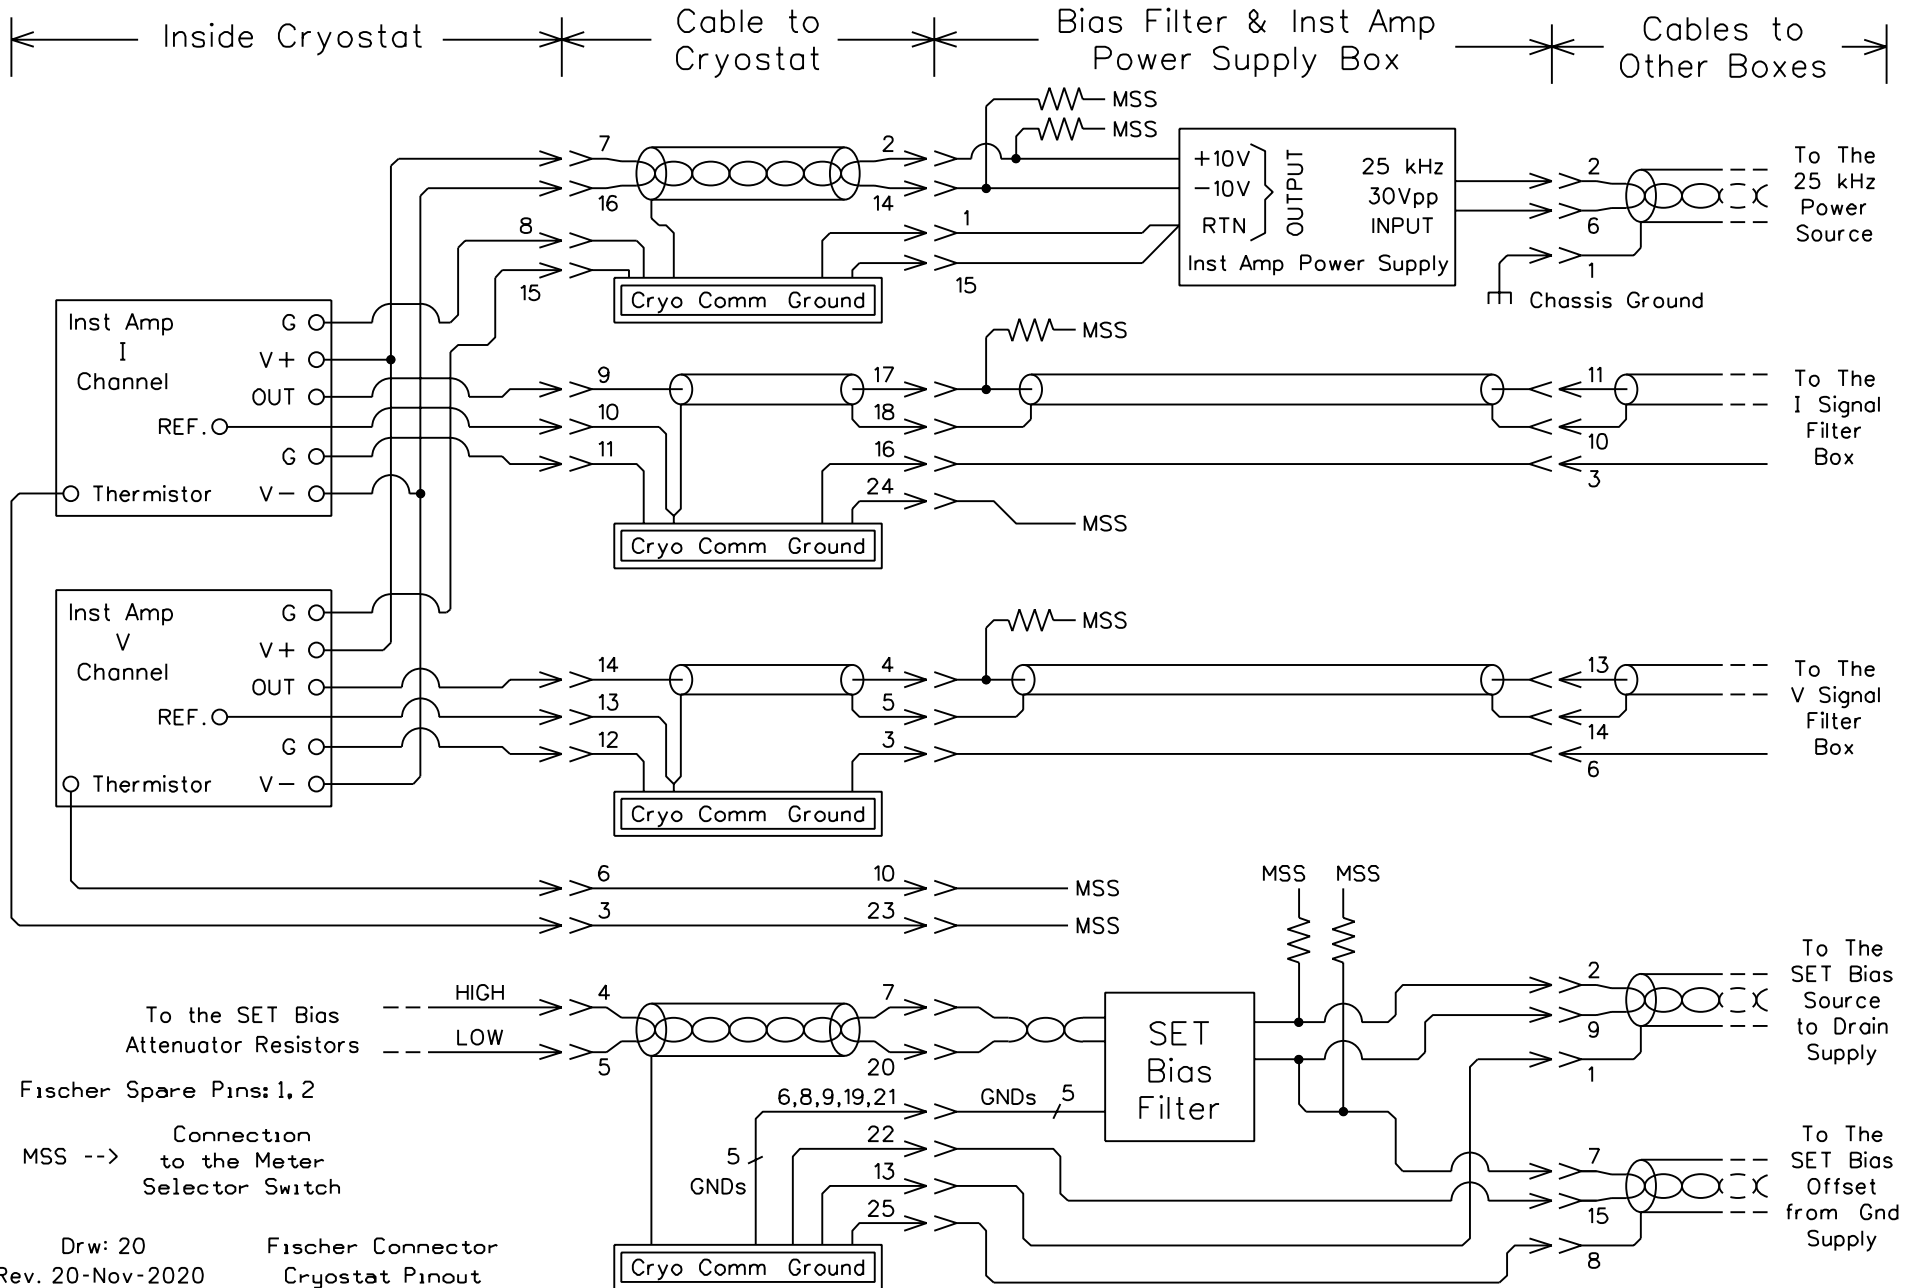 Inside Cryostat
Cable to
Cryostat
Bias Filter & Inst Amp
Power Supply Box
Cables to
Other Boxes
MSS
MSS
7
16
2
14
8
15
1
15
+10V
-10V
RTN
OUTPUT
25 kHz
30Vpp
INPUT
Inst Amp Power Supply
2
6
1
Chassis Ground
To The
25 kHz
Power
Source
Cryo Comm Ground
Inst Amp
I
Channel
G
V+
OUT
REF.
G
Thermistor
V-
MSS
9
10
11
17
18
16
24
MSS
Cryo Comm Ground
11
10
3
To The
I Signal
Filter
Box
Inst Amp
V
Channel
G
V+
OUT
REF.
G
Thermistor
V-
MSS
14
13
12
4
5
3
Cryo Comm Ground
13
14
6
To The
V Signal
Filter
Box
6
10
MSS
3
23
MSS
MSS
MSS
To the SET Bias
Attenuator Resistors
HIGH
LOW
4
5
7
20
SET
Bias
Filter
2
9
1
To The
SET Bias
Source
to Drain
Supply
6,8,9,19,21
GNDs
5
5
GNDs
22
13
25
Cryo Comm Ground
7
15
8
To The
SET Bias
Offset
from Gnd
Supply
Fischer Spare Pins: 1, 2
MSS -->
Connection
to the Meter
Selector Switch
Drw: 20
Rev. 20-Nov-2020
Fischer Connector
Cryostat Pinout